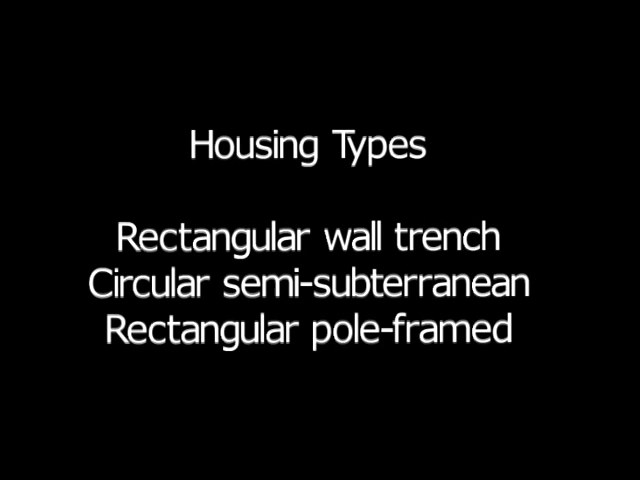 Housing Types
Rectangular wall trench
Circular semi-subterranean
Rectangular pole-framed